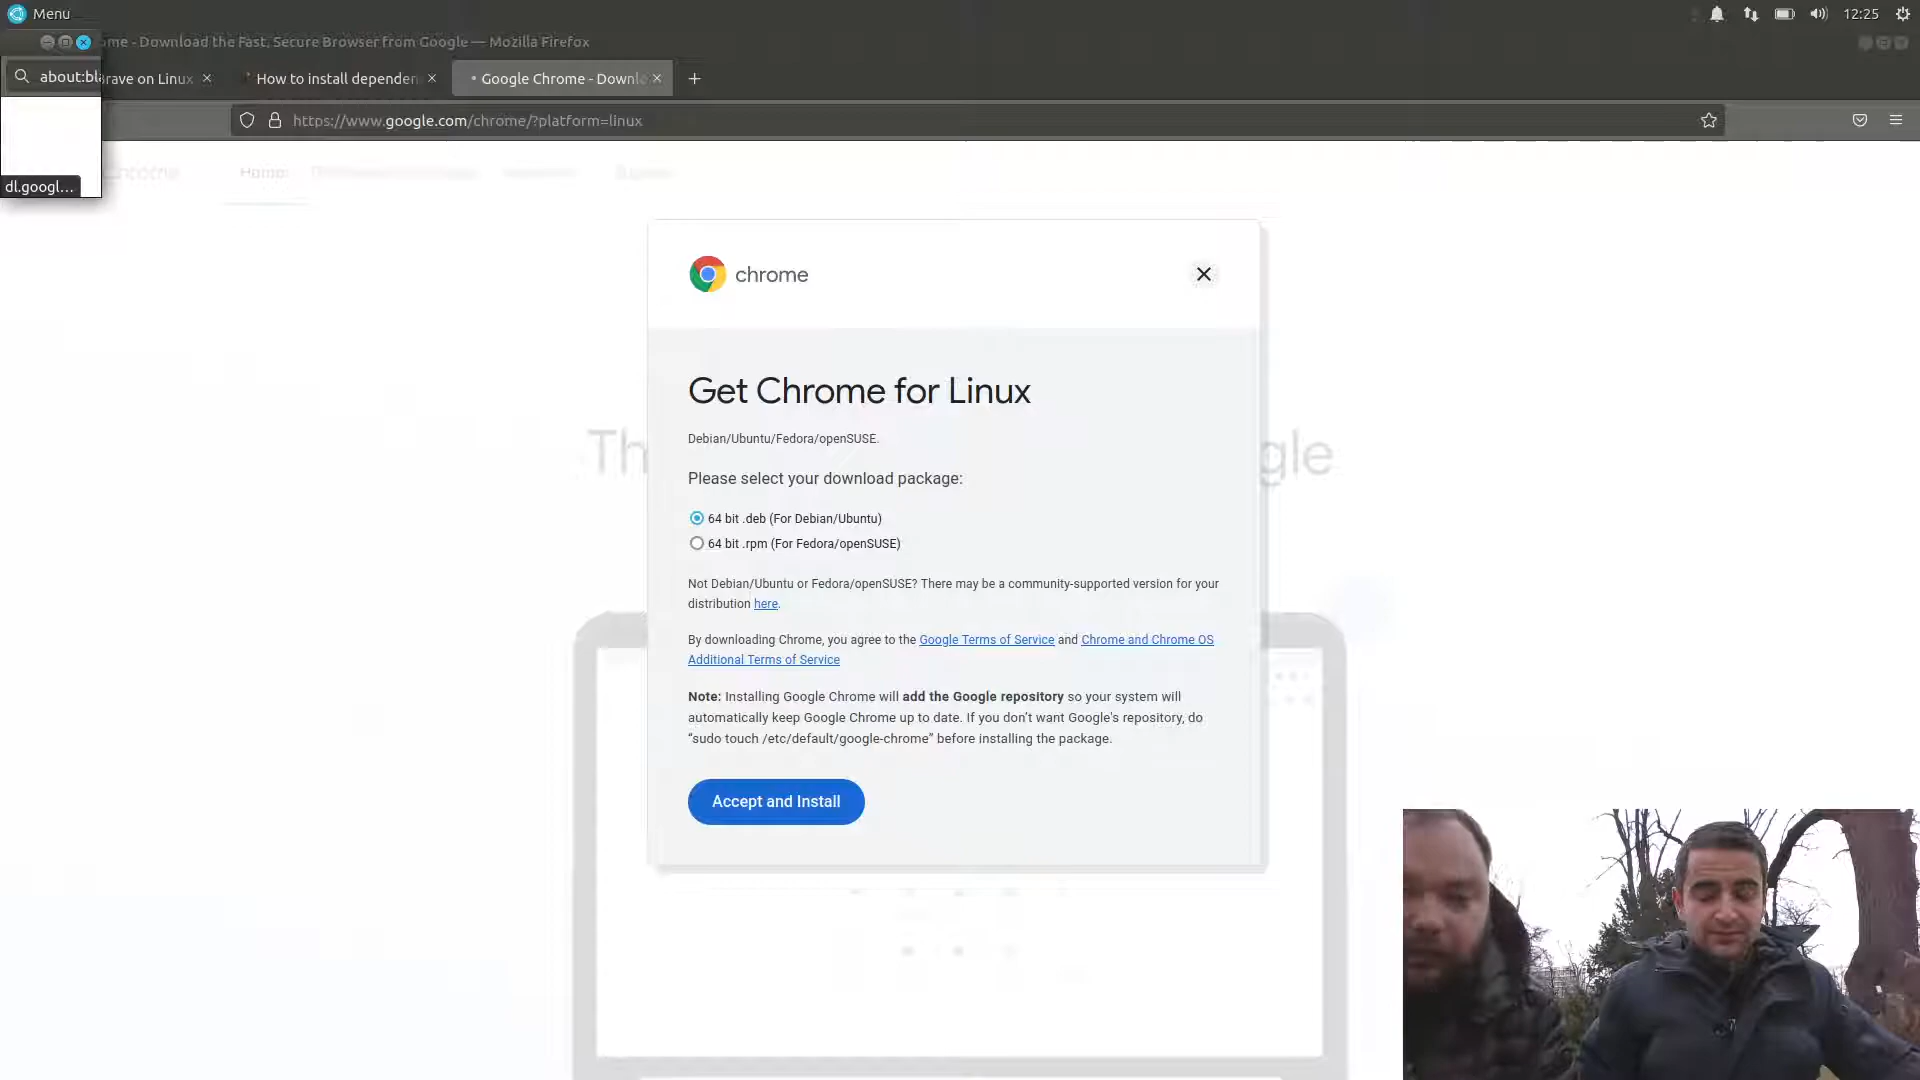 Menu
12:25
me - Download the Fast, Secure Browser from Google — Mozilla Firefox
about:bla
rave on Linux
How to install dependen
Google Chrome - Downlo
https://www.google.com/chrome/?platform=linux
dl.googl...
Home
chrome
Get Chrome for Linux
Debian/Ubuntu/Fedora/openSUSE.
Th
gle
Please select your download package:
64 bit .deb (For Debian/Ubuntu)
64 bit .rpm (For Fedora/openSUSE)
Not Debian/Ubuntu or Fedora/openSUSE? There may be a community-supported version for your
distribution here.
By downloading Chrome, you agree to the Google Terms of Service and Chrome and Chrome OS
Additional Terms of Service
Note: Installing Google Chrome will add the Google repository so your system will
automatically keep Google Chrome up to date. If you don’t want Google's repository, do
“sudo touch /etc/default/google-chrome” before installing the package.
Accept and Install